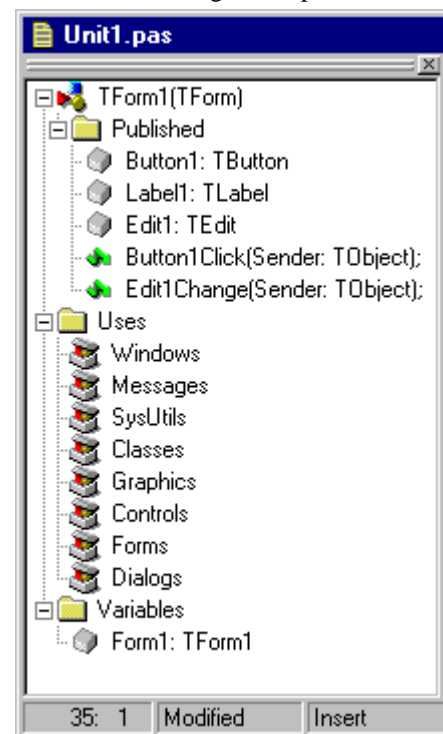 Unit1.pas
TForm1(TForm)
Published
Button1: TButton
Label1: TLabel
Edit1: TEdit
Button1Click(Sender: TObject);
Edit1Change(Sender: TObject);
Uses
Windows
Messages
SysUtils
Classes
Graphics
Controls
Forms
Dialogs
Variables
Form1: TForm1
35: 1 Modified Insert